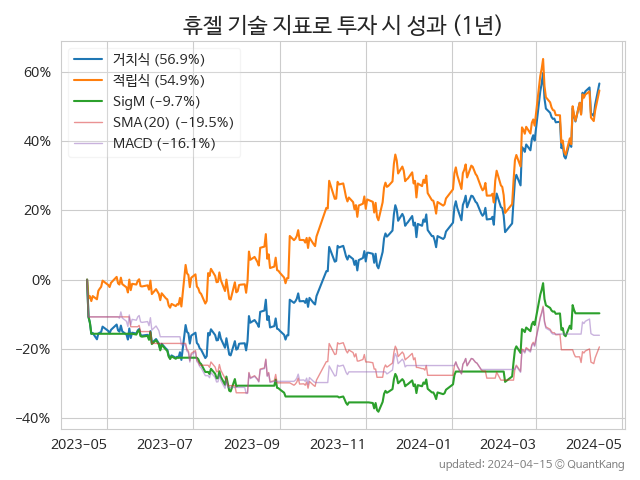 휴젤 기술 지표로 투자 시 성과 (1년)
거치식 (56.9%)
적립식 (54.9%)
SigM (−9.7%)
SMA(20) (−19.5%)
MACD (−16.1%)
60%
40%
20%
0%
−20%
−40%
2023-05 2023-07 2023-09 2023-11 2024-01 2024-03 2024-05
updated: 2024-04-15 © QuantKang